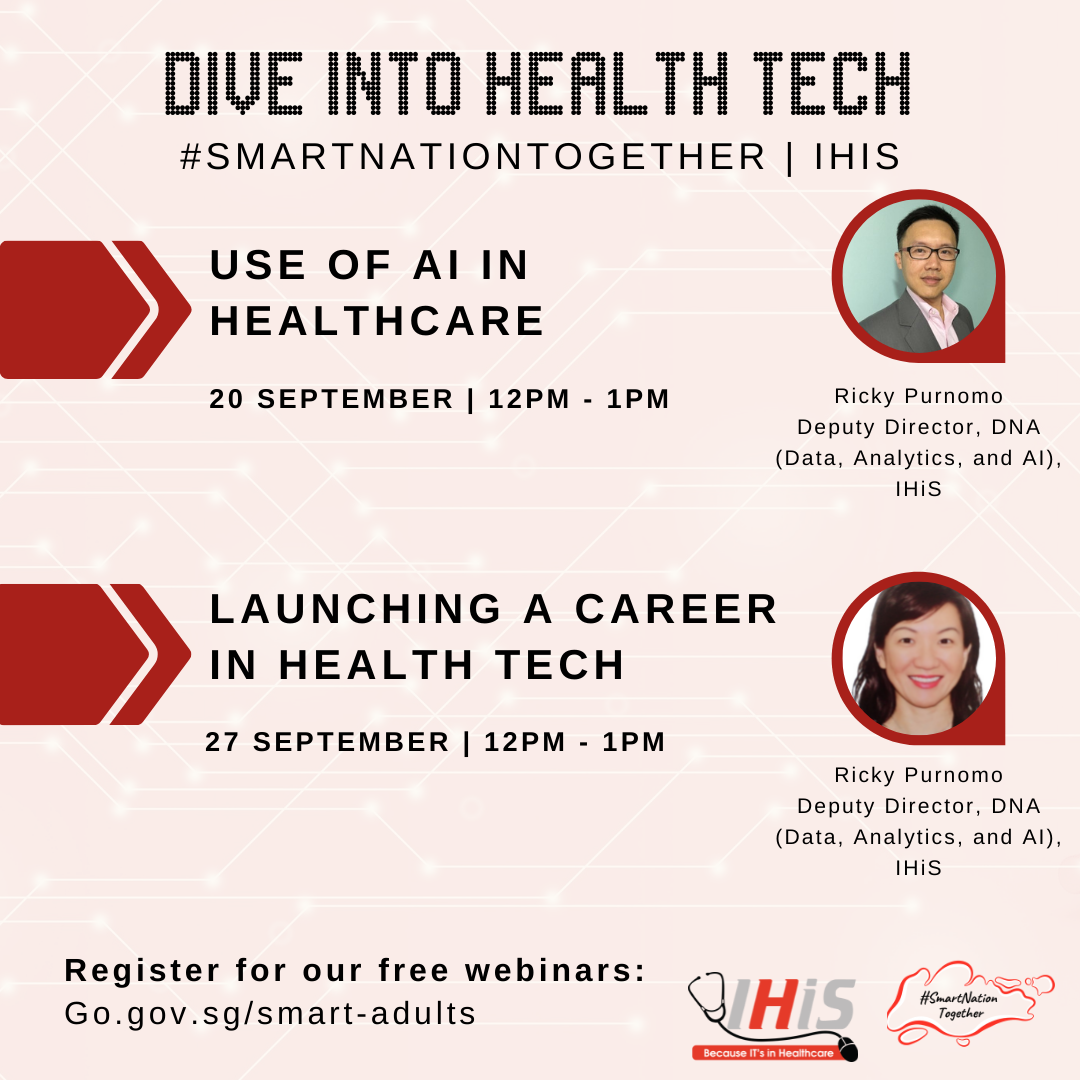 DIVE INTO HEALTH TECH
#SMARTNATIONTOGETHER | IHIS
USE OF AI IN
HEALTHCARE
20 SEPTEMBER | 12PM - 1PM
Ricky Purnomo
Deputy Director, DNA
(Data, Analytics, and AI),
IHiS
LAUNCHING A CAREER
IN HEALTH TECH
27 SEPTEMBER | 12PM - 1PM
Ricky Purnomo
Deputy Director, DNA
(Data, Analytics, and AI),
IHiS
Register for our free webinars:
Go.gov.sg/smart-adults
IHiS
Because IT's in Healthcare
#SmartNation
Together